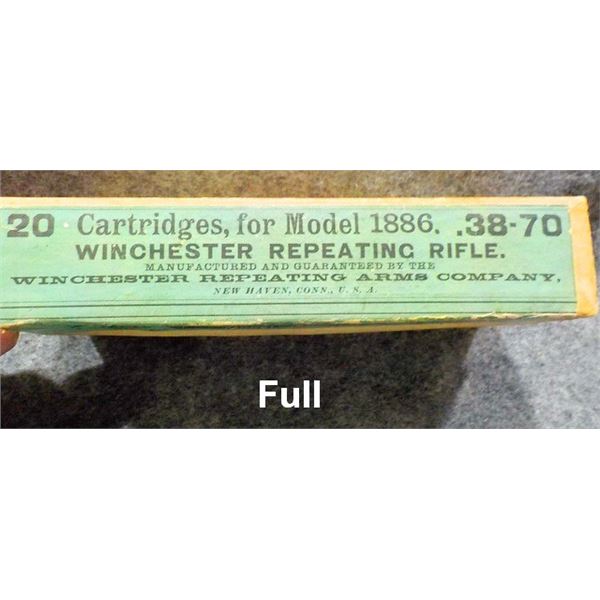 20 Cartridges, for Model 1886. .38-70
WINCHESTER REPEATING RIFLE.
MANUFACTURED AND GUARANTEED BY THE
WINCHESTER REPEATING ARMS COMPANY,
NEW HAVEN, CONN., U. S. A.
Full